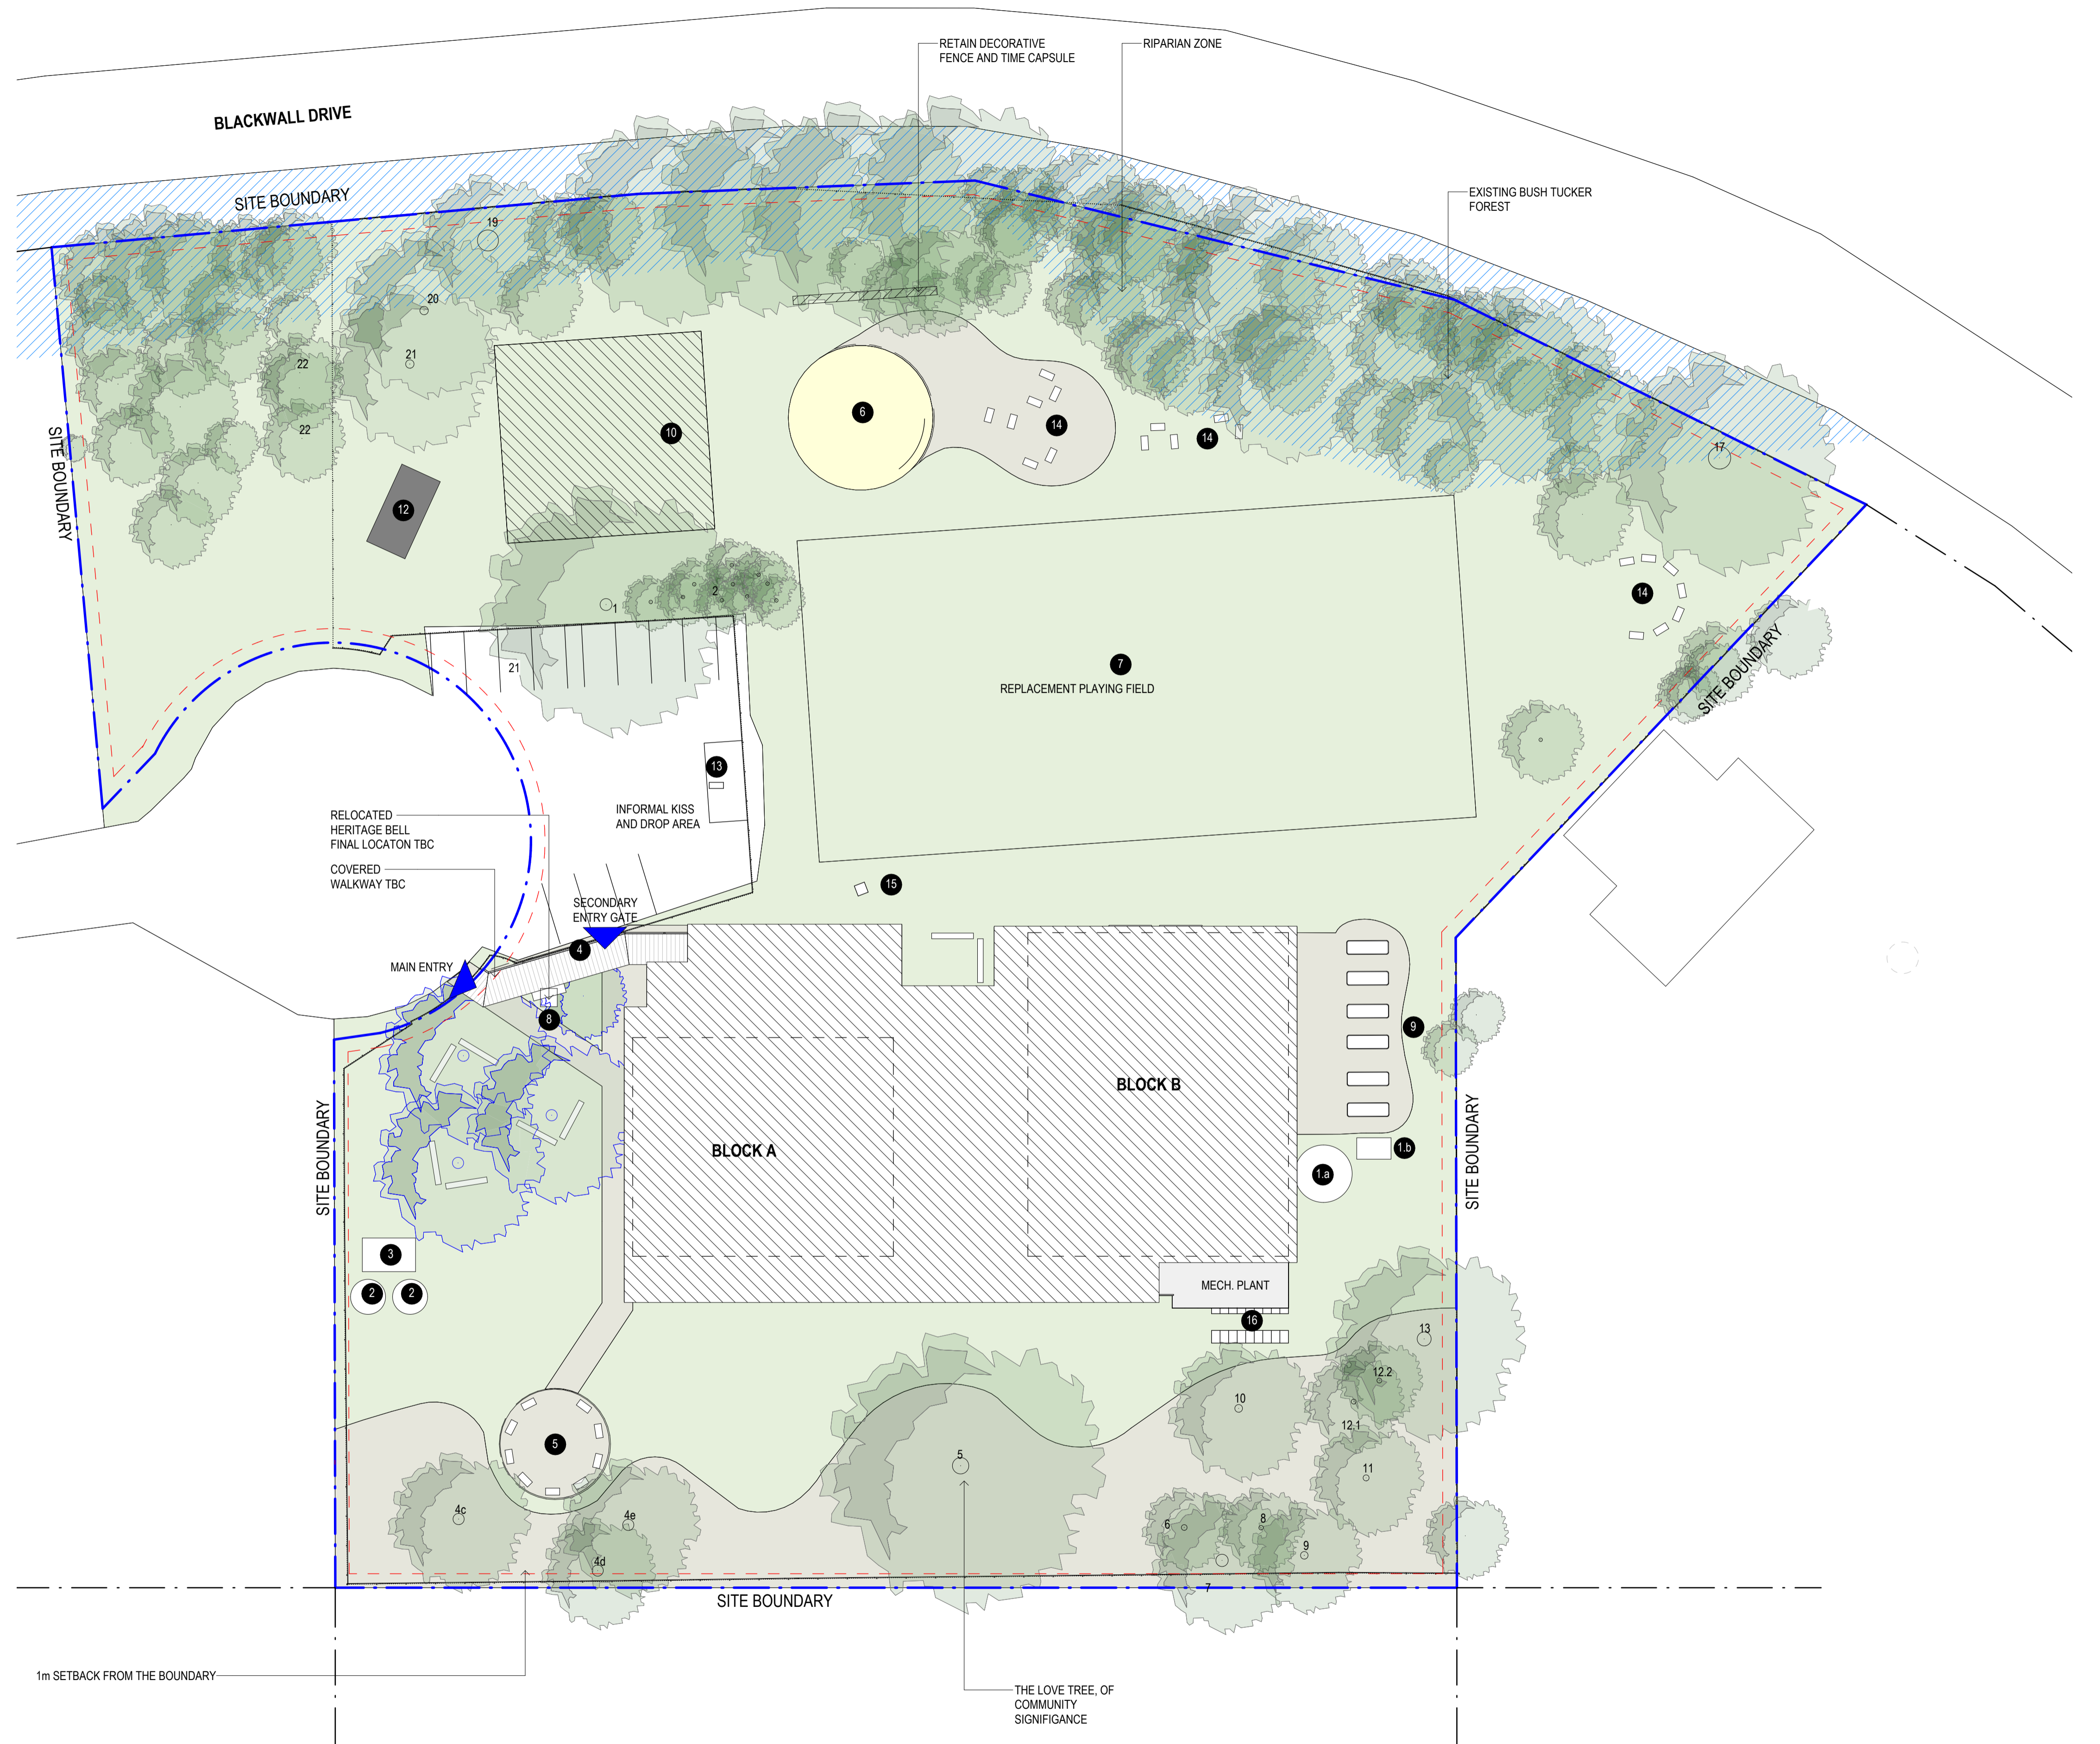 RETAIN DECORATIVE
FENCE AND TIME CAPSULE
RIPARIAN ZONE
BLACKWALL DRIVE
SITE BOUNDARY
EXISTING BUSH TUCKER
FOREST
19
20
21
22
22
SITE BOUNDARY
10
6
14
14
17
12
1
2
14
21
7
REPLACEMENT PLAYING FIELD
SITE BOUNDARY
13
RELOCATED
HERITAGE BELL
FINAL LOCATON TBC
INFORMAL KISS
AND DROP AREA
COVERED
WALKWAY TBC
15
SECONDARY
ENTRY GATE
4
MAIN ENTRY
8
9
BLOCK B
BLOCK A
1.b
1.a
SITE BOUNDARY
SITE BOUNDARY
3
2
2
MECH. PLANT
16
13
12.2
10
12.1
5
5
11
4c
4e
6
8
9
4d
7
SITE BOUNDARY
1m SETBACK FROM THE BOUNDARY
THE LOVE TREE, OF
COMMUNITY
SIGNIFIGANCE